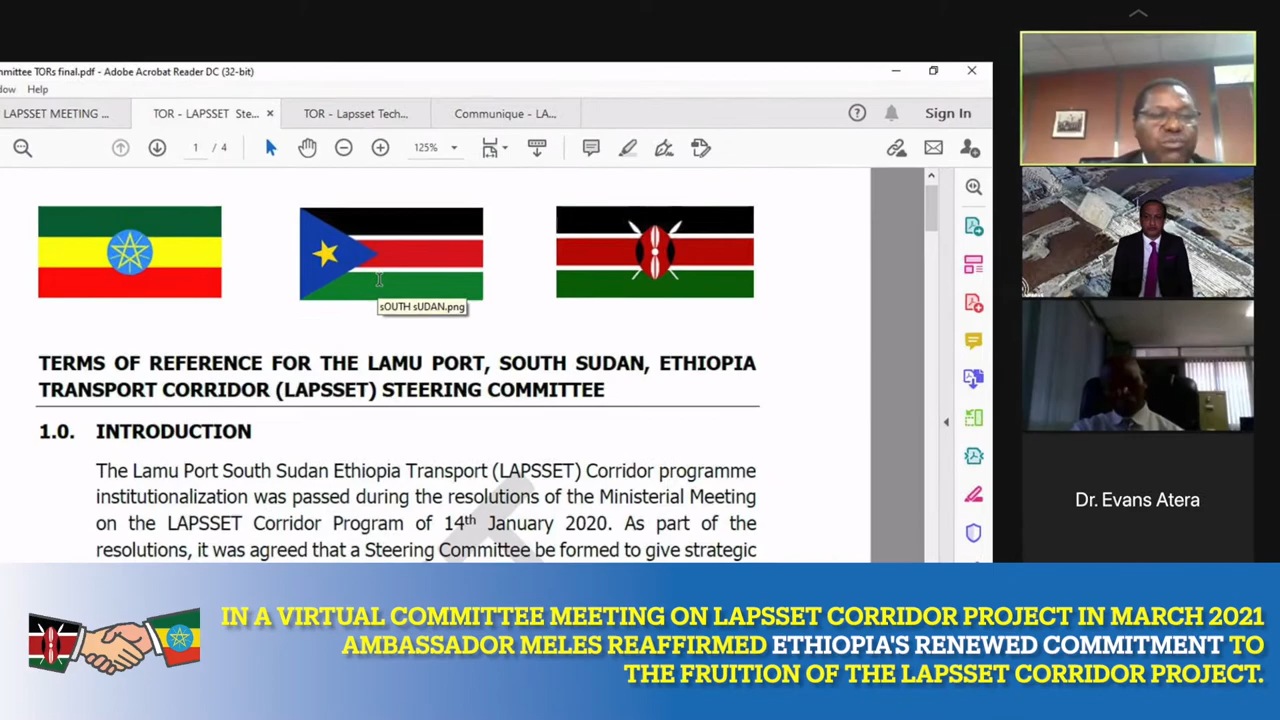 mmittee TORs final.pdf - Adobe Acrobat Reader DC (32-bit)
dow Help
LAPSSET MEETING ... TOR - LAPSSET Ste... × TOR - Lapsset Tech... Communique - LA... Sign In
1 / 4 125%
sOUTH sUDAN.png
TERMS OF REFERENCE FOR THE LAMU PORT, SOUTH SUDAN, ETHIOPIA
TRANSPORT CORRIDOR (LAPSSET) STEERING COMMITTEE
1.0. INTRODUCTION
The Lamu Port South Sudan Ethiopia Transport (LAPSSET) Corridor programme
institutionalization was passed during the resolutions of the Ministerial Meeting
on the LAPSSET Corridor Program of 14th January 2020. As part of the
resolutions, it was agreed that a Steering Committee be formed to give strategic
Dr. Evans Atera
IN A VIRTUAL COMMITTEE MEETING ON LAPSSET CORRIDOR PROJECT IN MARCH 2021
AMBASSADOR MELES REAFFIRMED ETHIOPIA'S RENEWED COMMITMENT TO
THE FRUITION OF THE LAPSSET CORRIDOR PROJECT.